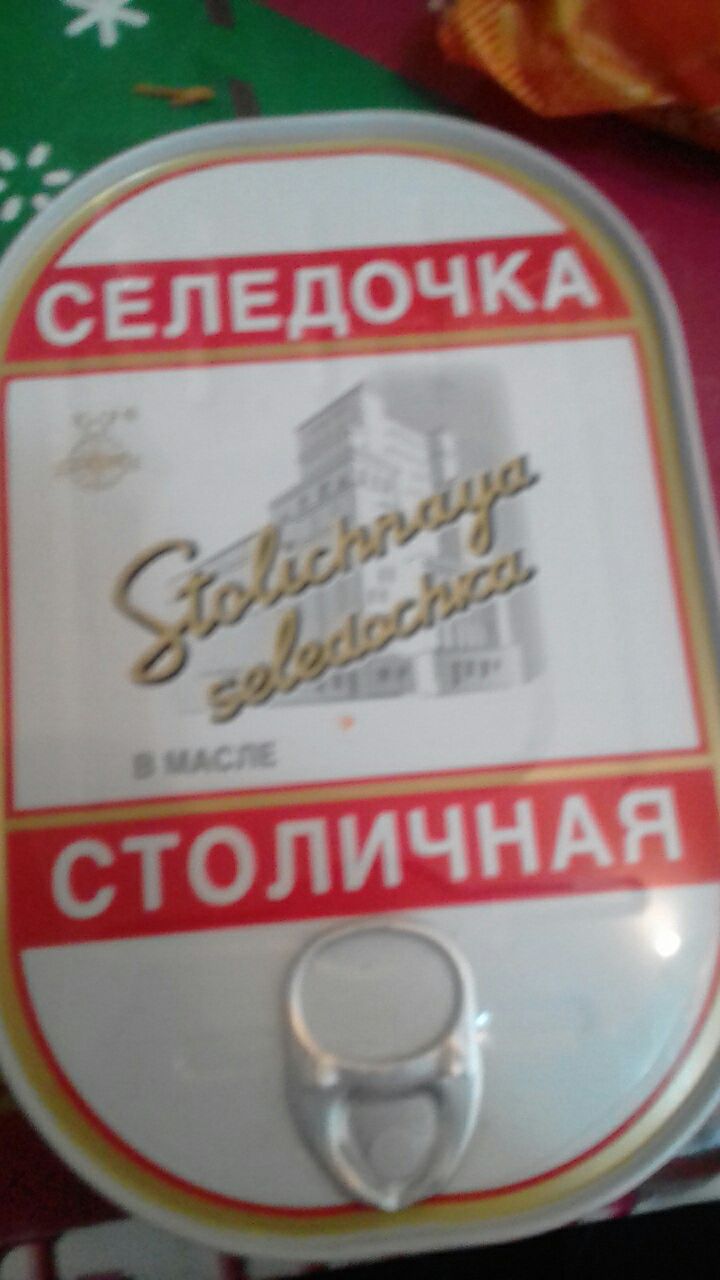 СЕЛЕДОЧКА
Stolichnaya
seledochka
В МАСЛЕ
СТОЛИЧНАЯ